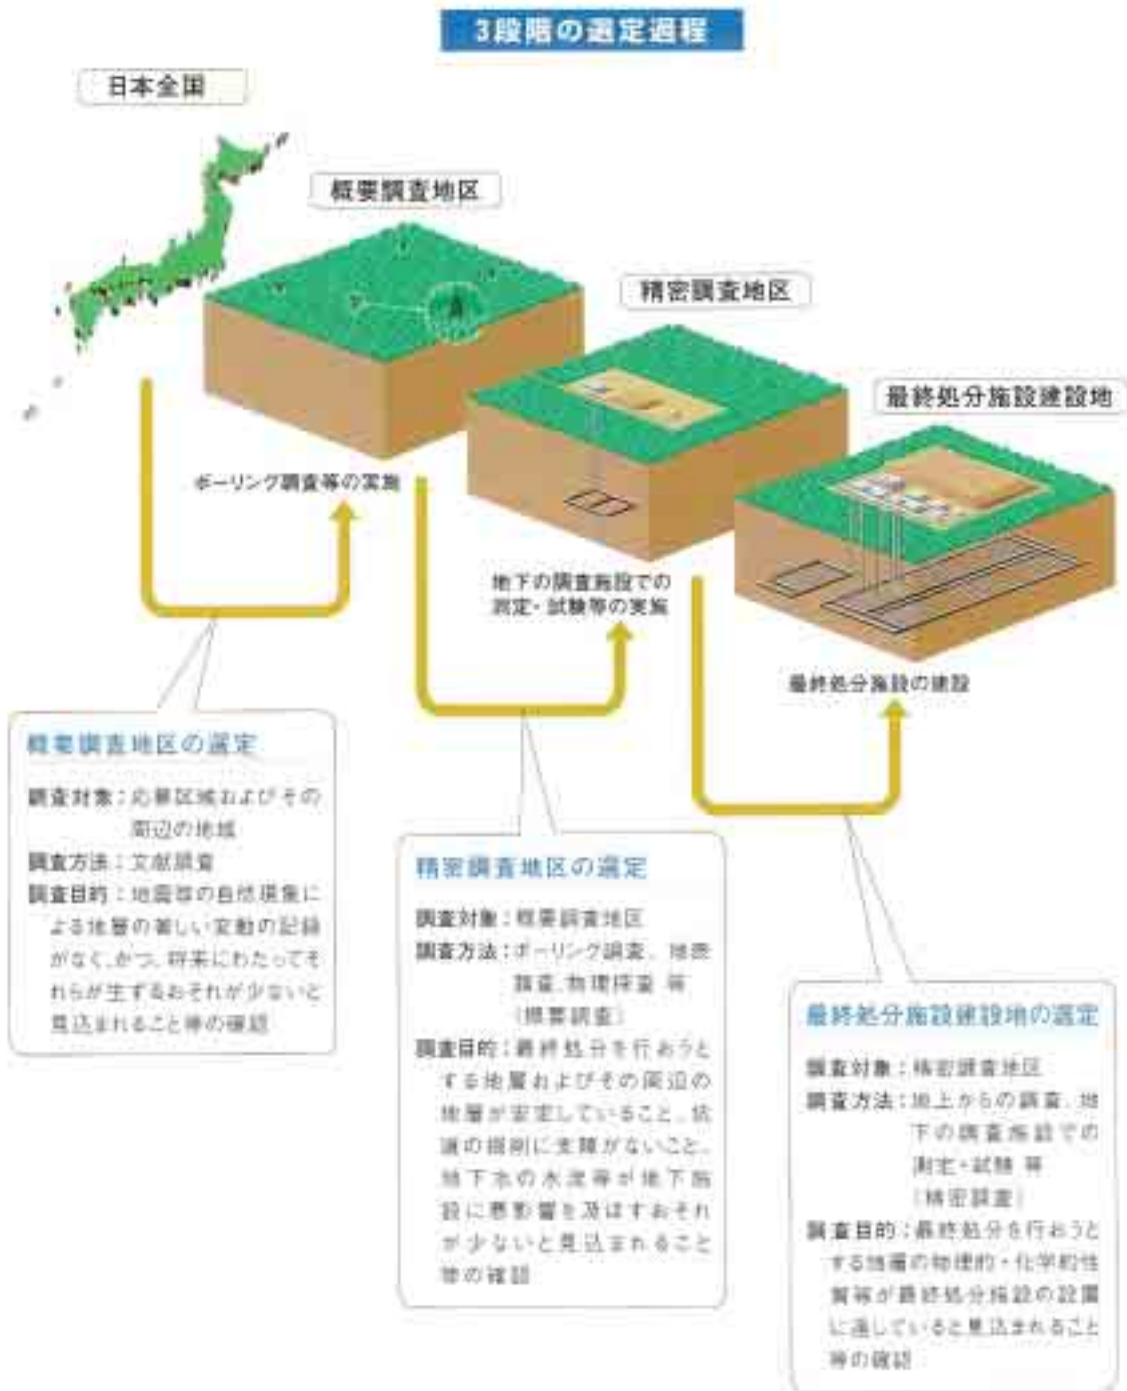 3段階の選定過程
日本全国
概要調査地区
精密調査地区
最終処分施設建設地
ボーリング調査等の実施
地下の調査施設での
測定・試験等の実施
最終処分施設の建設
概要調査地区の選定
調査対象：応募区域およびその
周辺の地域
調査方法：文献調査
調査目的：地震等の自然現象に
よる地層の著しい変動の記録
がなく、かつ、将来にわたってそ
れらが生ずるおそれが少ないと
見込まれること等の確認
精密調査地区の選定
調査対象：概要調査地区
調査方法：ボーリング調査、地表
調査、物理探査 等
（概要調査）
調査目的：最終処分を行おうと
する地層およびその周辺の
地層が安定していること、坑
道の掘削に支障がないこと、
地下水の水流等が地下施
設に悪影響を及ぼすおそれ
が少ないと見込まれること
等の確認
最終処分施設建設地の選定
調査対象：精密調査地区
調査方法：地上からの調査、地
下の調査施設での
測定・試験 等
（精密調査）
調査目的：最終処分を行おうと
する地層の物理的・化学的性
質等が最終処分施設の設置
に適していると見込まれること
等の確認